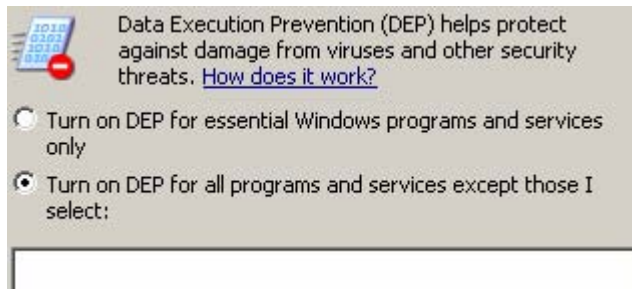 Data Execution Prevention (DEP) helps protect
against damage from viruses and other security
threats. How does it work?
Turn on DEP for essential Windows programs and services
only
Turn on DEP for all programs and services except those I
select: